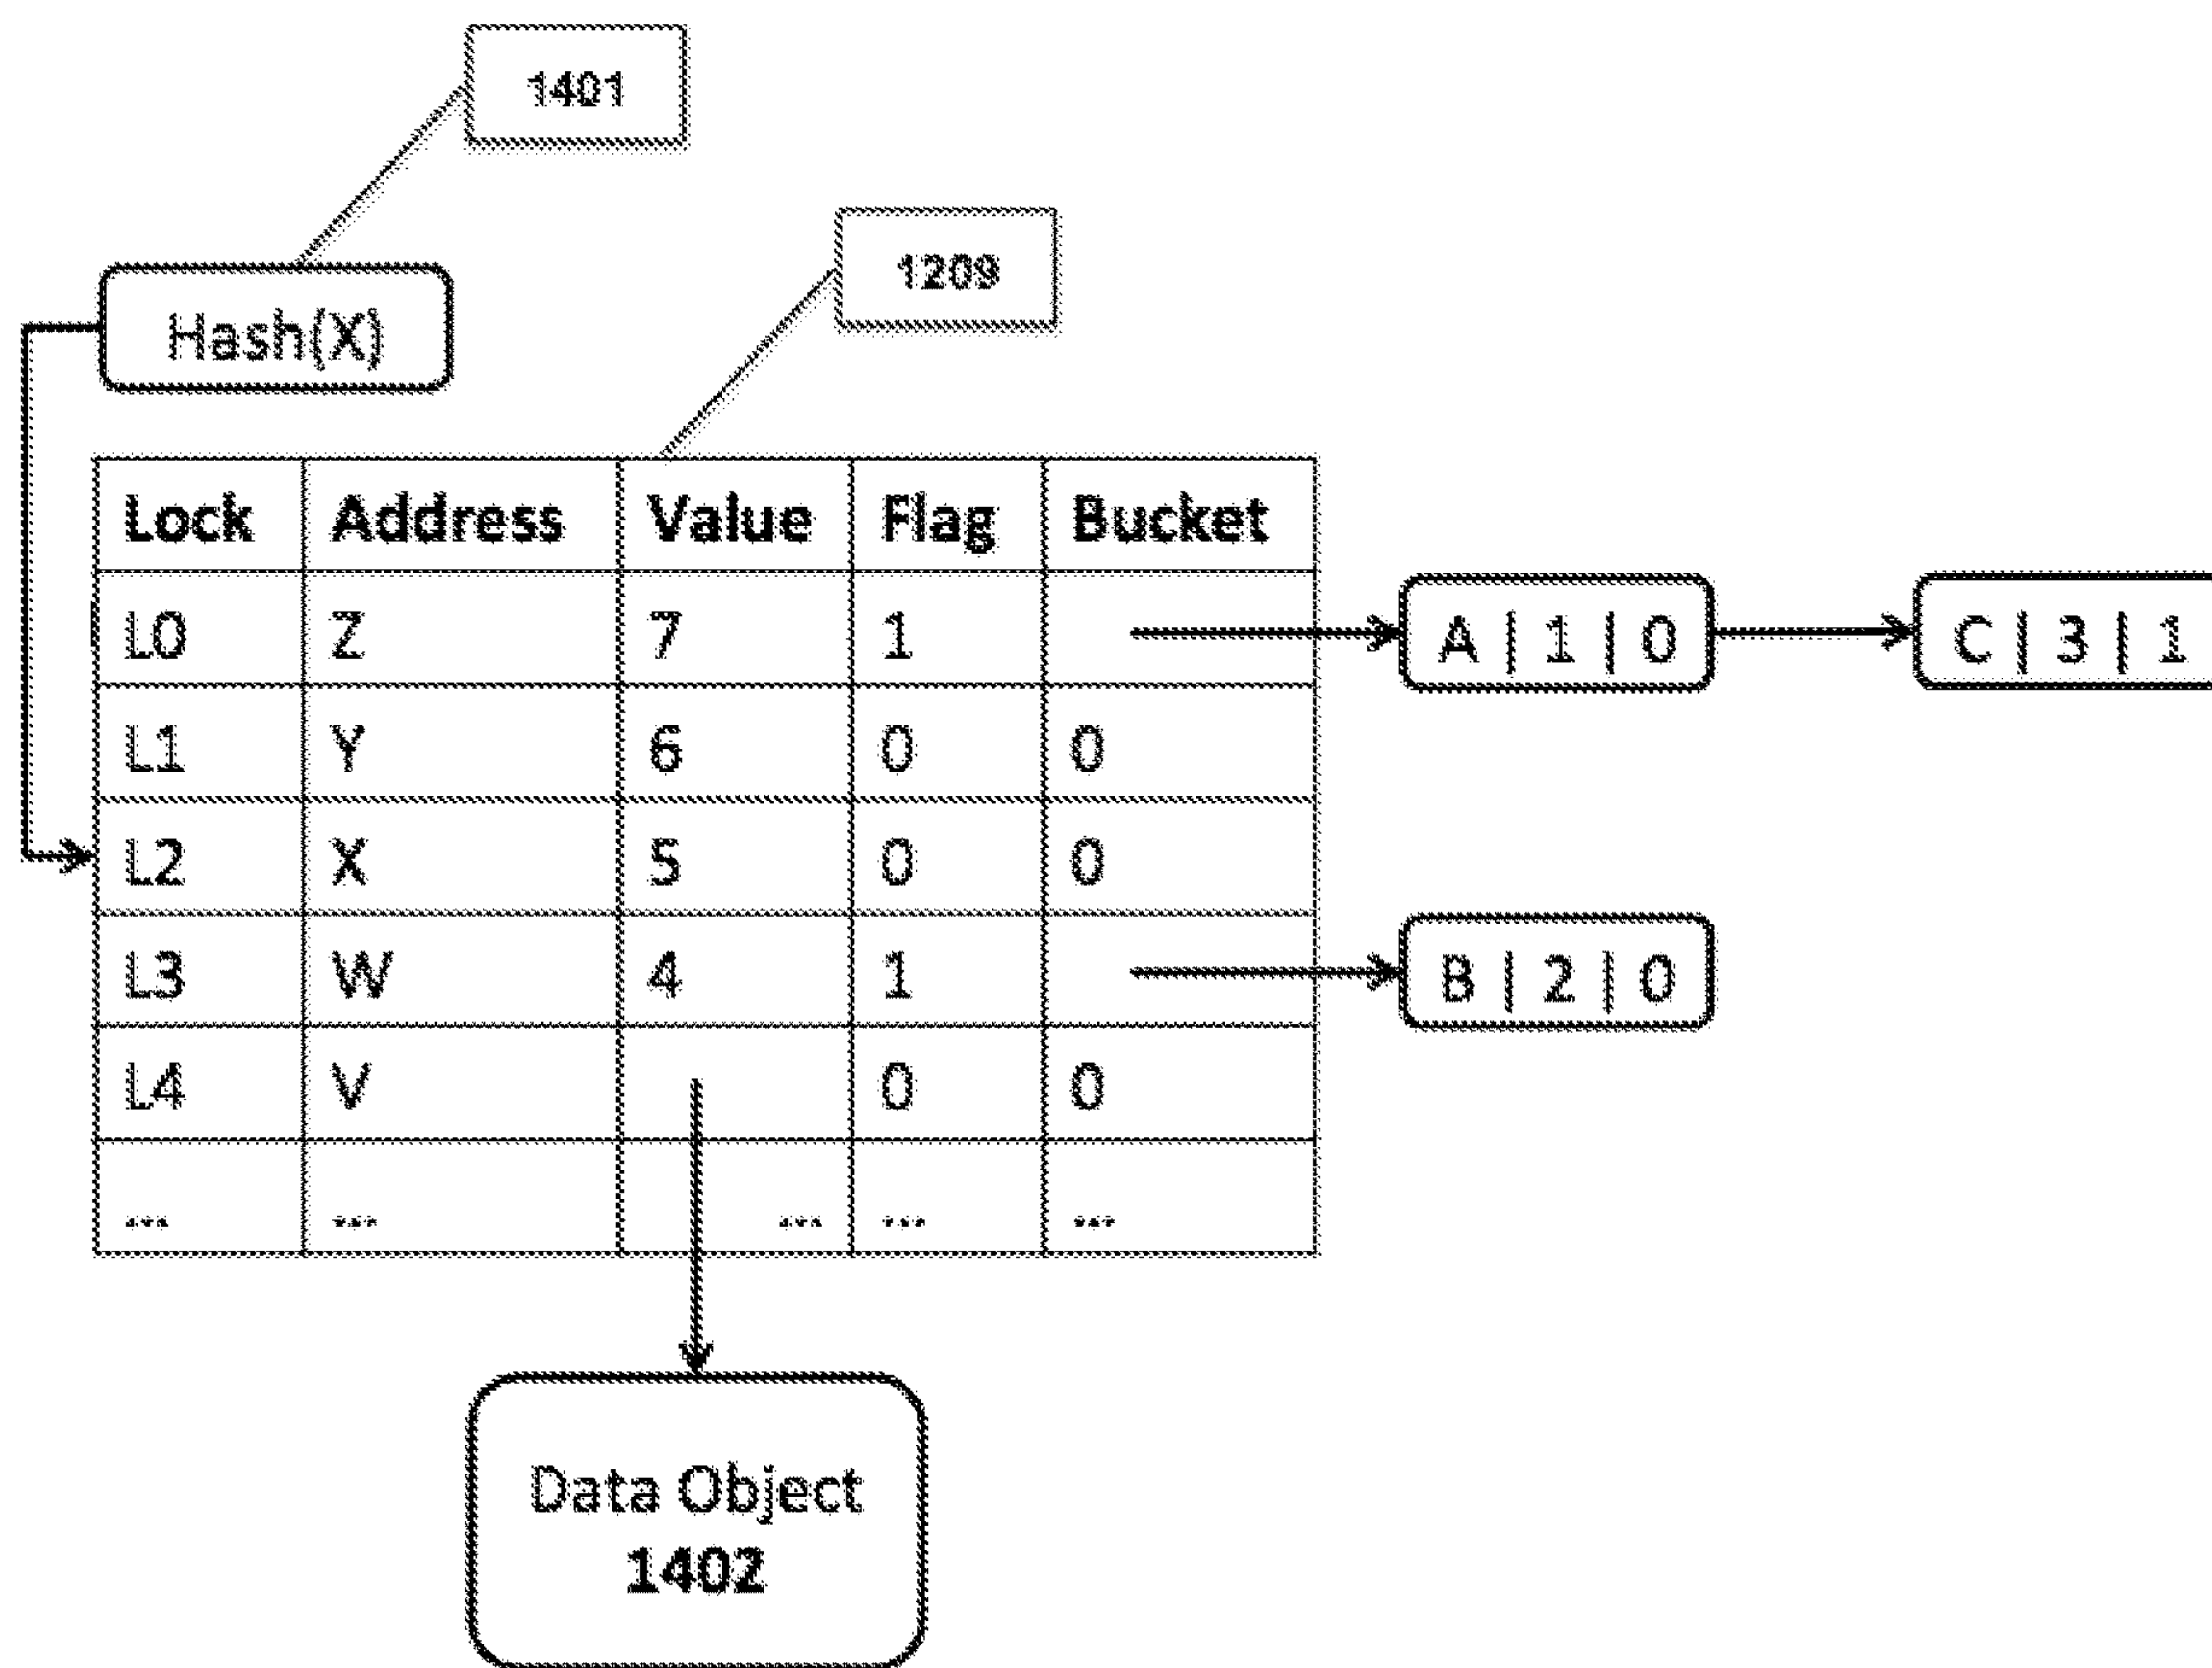 1401
1209
Hash(X)
Lock Address Value Flag Bucket
L0 Z 7 1
A | 1 | 0
C | 3 | 1
L1 Y 6 0 0
L2 X 5 0 0
L3 W 4 1
B | 2 | 0
L4 V 0 0
... ... ... ... ...
Data Object
1402